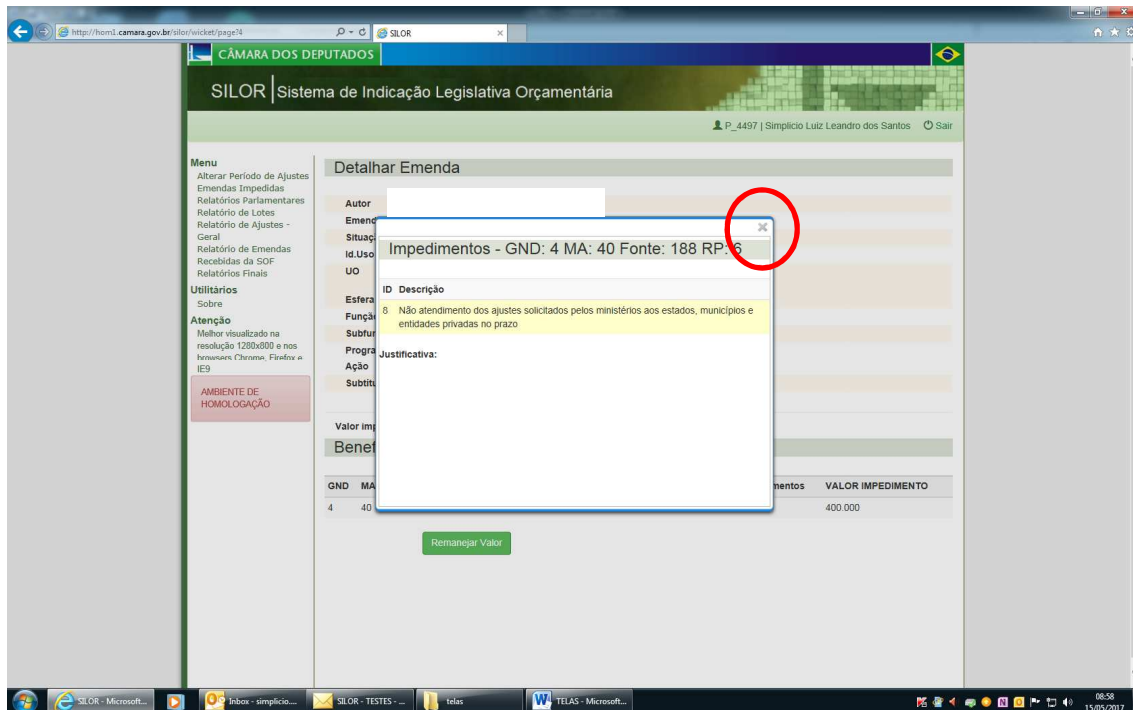 http://hom1.camara.gov.br/silor/wicket/page?4
SILOR
CÂMARA DOS DEPUTADOS
SILOR Sistema de Indicação Legislativa Orçamentária
P_4497 | Simplicio Luiz Leandro dos Santos Sair
Menu
Alterar Período de Ajustes
Emendas Impedidas
Relatórios Parlamentares
Relatório de Lotes
Relatório de Ajustes -
Geral
Relatório de Emendas
Recebidas da SOF
Relatórios Finais
Utilitários
Sobre
Atenção
Melhor visualizado na
resolução 1280x800 e nos
browsers Chrome, Firefox e
IE9
AMBIENTE DE
HOMOLOGAÇÃO
Detalhar Emenda
Autor
Emend
Situaç
Id.Uso
UO
Esfera
Funçã
Subfun
Progra
Ação
Subtitu
Impedimentos - GND: 4 MA: 40 Fonte: 188 RP: 6
ID Descrição
8 Não atendimento dos ajustes solicitados pelos ministérios aos estados, municípios e
entidades privadas no prazo
Justificativa:
Valor imp
Benef
GND MA mentos VALOR IMPEDIMENTO
4 40 400.000
Remanejar Valor
SILOR - Microsoft...
Inbox - simplicio....
SILOR - TESTES - ...
telas
TELAS - Microsoft...
08:58
15/05/2017